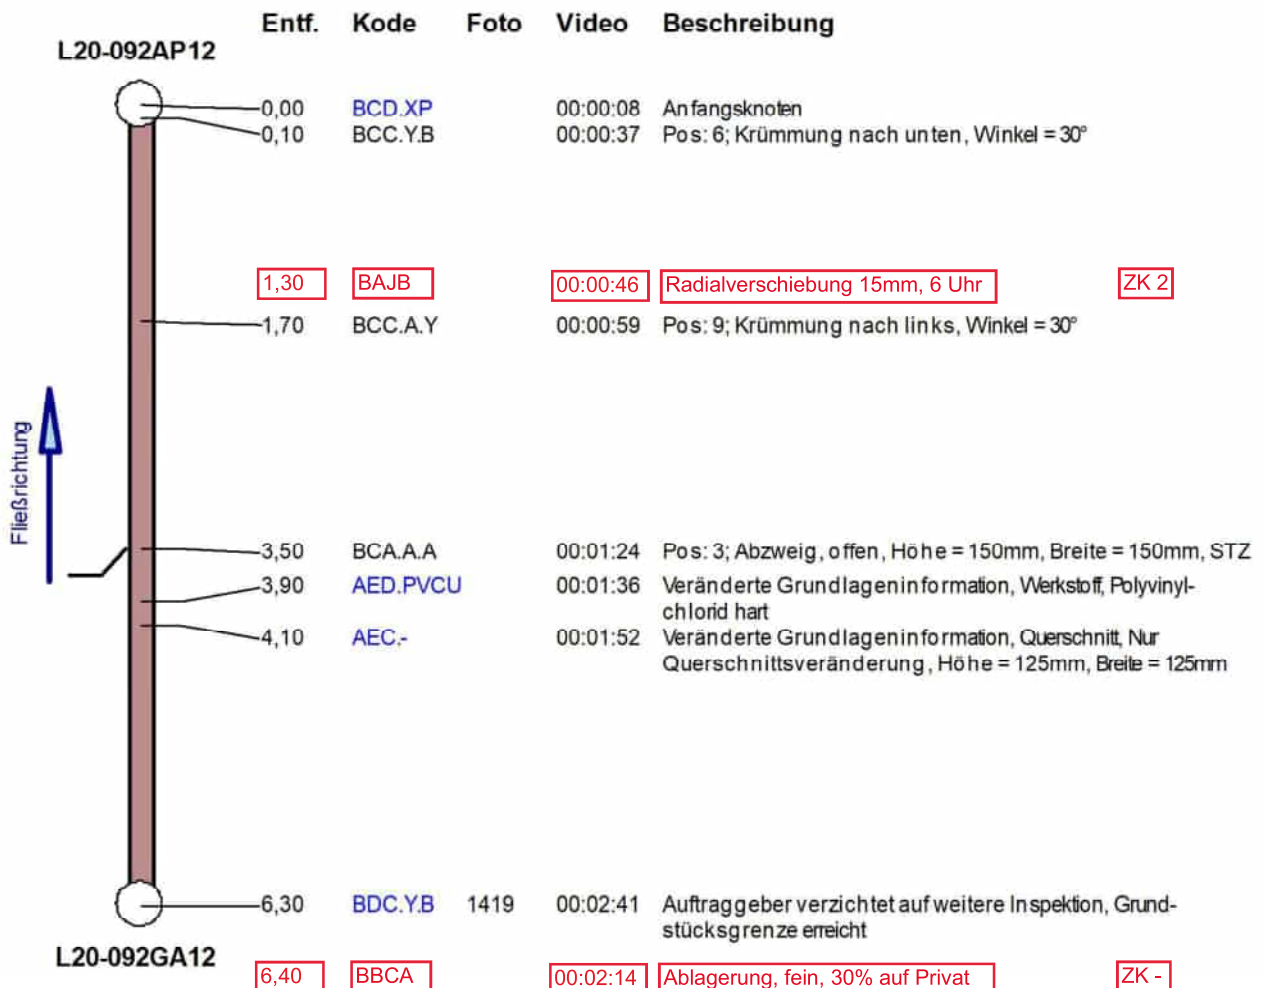 Entf. Kode Foto Video Beschreibung
L20-092AP12
0,00 BCD.XP 00:00:08 Anfangsknoten
0,10 BCC.Y.B 00:00:37 Pos: 6; Krümmung nach unten, Winkel = 30°
1,30 BAJB 00:00:46 Radialverschiebung 15mm, 6 Uhr ZK 2
1,70 BCC.A.Y 00:00:59 Pos: 9; Krümmung nach links, Winkel = 30°
Fließrichtung
3,50 BCA.A.A 00:01:24 Pos: 3; Abzweig, offen, Höhe = 150mm, Breite = 150mm, STZ
3,90 AED.PVCU 00:01:36 Veränderte Grundlageninformation, Werkstoff, Polyvinyl-
chlorid hart
4,10 AEC.- 00:01:52 Veränderte Grundlageninformation, Querschnitt, Nur
Querschnittsveränderung, Höhe = 125mm, Breite = 125mm
6,30 BDC.Y.B 1419 00:02:41 Auftraggeber verzichtet auf weitere Inspektion, Grund-
stücksgrenze erreicht
L20-092GA12
6,40 BBCA 00:02:14 Ablagerung, fein, 30% auf Privat ZK -